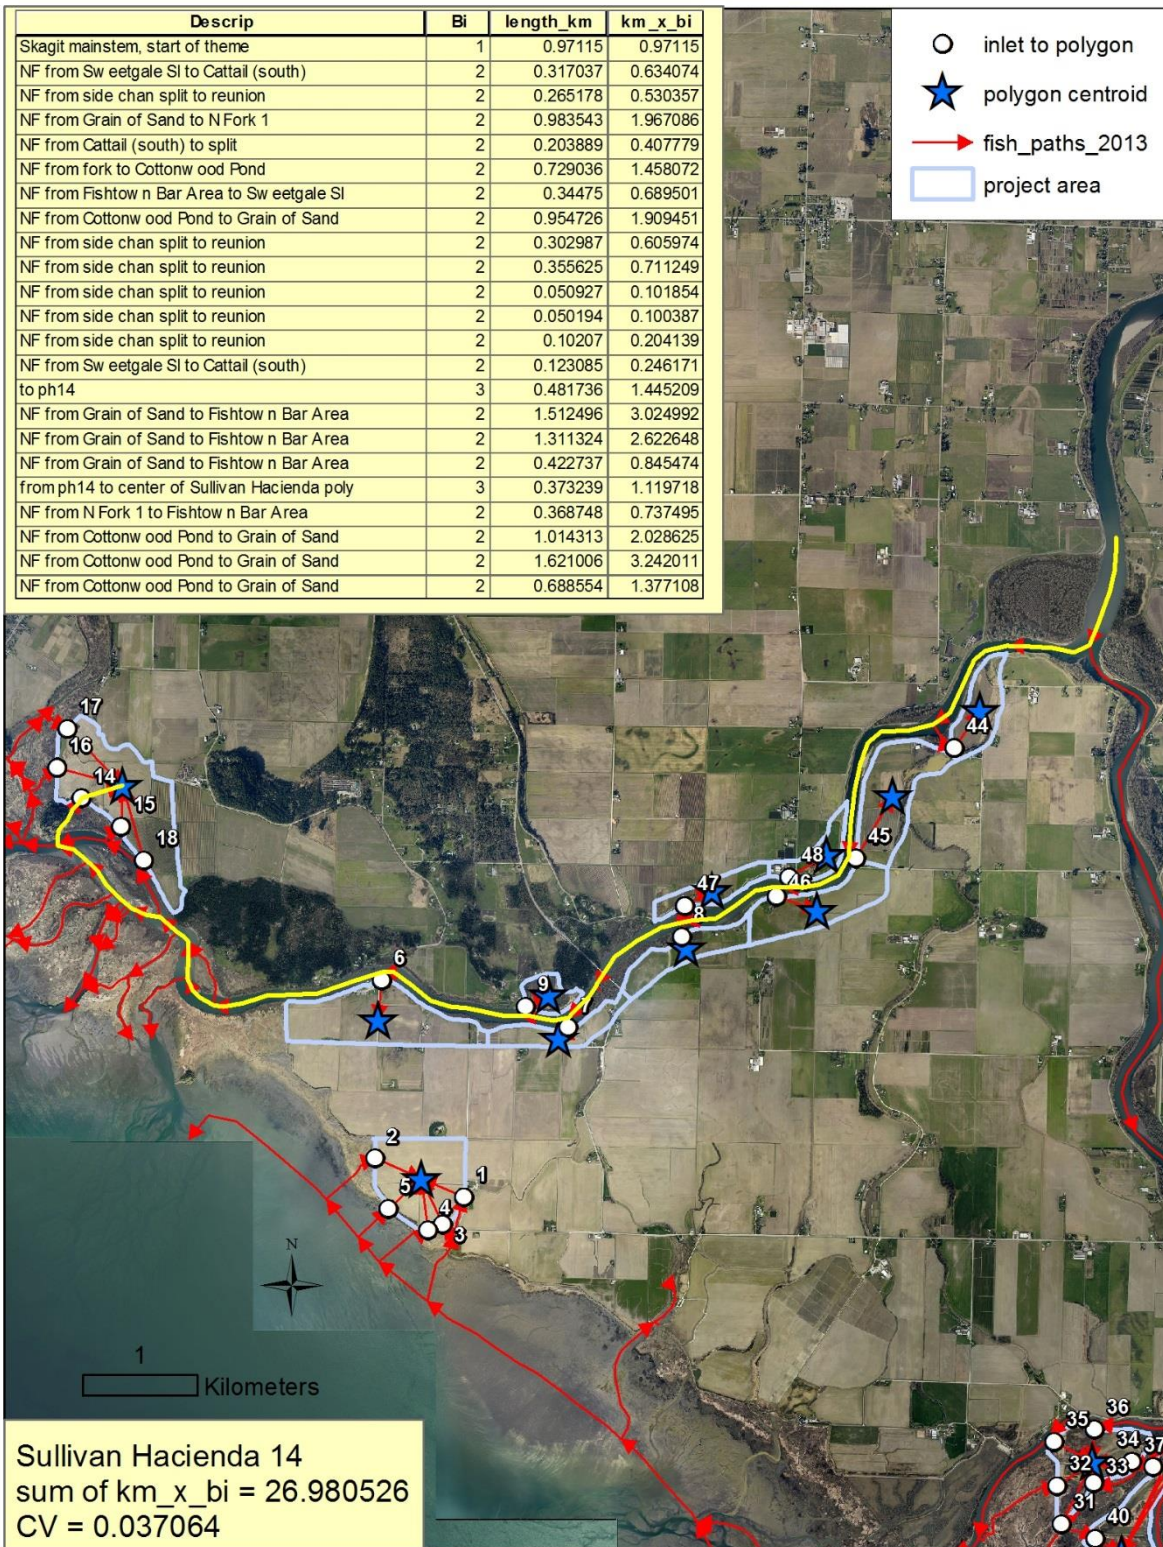 Descrip Bi length_km km_x_bi
Skagit mainstem, start of theme 1 0.97115 0.97115
NF from Sw eetgale Sl to Cattail (south) 2 0.317037 0.634074
NF from side chan split to reunion 2 0.265178 0.530357
NF from Grain of Sand to N Fork 1 2 0.983543 1.967086
NF from Cattail (south) to split 2 0.203889 0.407779
NF from fork to Cottonw ood Pond 2 0.729036 1.458072
NF from Fishtow n Bar Area to Sw eetgale Sl 2 0.34475 0.689501
NF from Cottonw ood Pond to Grain of Sand 2 0.954726 1.909451
NF from side chan split to reunion 2 0.302987 0.605974
NF from side chan split to reunion 2 0.355625 0.711249
NF from side chan split to reunion 2 0.050927 0.101854
NF from side chan split to reunion 2 0.050194 0.100387
NF from side chan split to reunion 2 0.10207 0.204139
NF from Sw eetgale Sl to Cattail (south) 2 0.123085 0.246171
to ph14 3 0.481736 1.445209
NF from Grain of Sand to Fishtow n Bar Area 2 1.512496 3.024992
NF from Grain of Sand to Fishtow n Bar Area 2 1.311324 2.622648
NF from Grain of Sand to Fishtow n Bar Area 2 0.422737 0.845474
from ph14 to center of Sullivan Hacienda poly 3 0.373239 1.119718
NF from N Fork 1 to Fishtow n Bar Area 2 0.368748 0.737495
NF from Cottonw ood Pond to Grain of Sand 2 1.014313 2.028625
NF from Cottonw ood Pond to Grain of Sand 2 1.621006 3.242011
NF from Cottonw ood Pond to Grain of Sand 2 0.688554 1.377108
inlet to polygon
polygon centroid
fish_paths_2013
project area
17
16
14
15
18
44
45
48
46
47
8
6
9
7
2
1
5
4
3
N
1
Kilometers
36
35
34
37
32
33
31
40
Sullivan Hacienda 14
sum of km_x_bi = 26.980526
CV = 0.037064